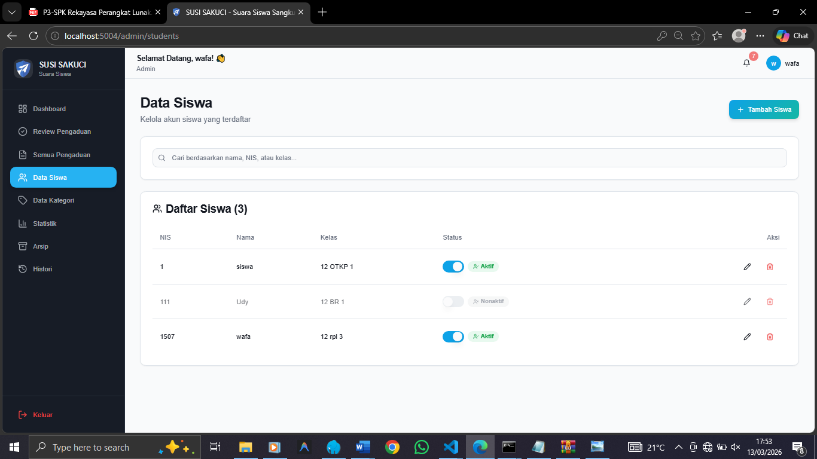 P3-SPK Rekayasa Perangkat Lunak
SUSI SAKUCI - Suara Siswa Sangku
localhost:5004/admin/students
Chat
SUSI SAKUCI
Suara Siswa
Selamat Datang, wafa!
Admin
7
w
wafa
Dashboard
Review Pengaduan
Semua Pengaduan
Data Siswa
Data Kategori
Statistik
Arsip
Histori
Keluar
Data Siswa
Kelola akun siswa yang terdaftar
+ Tambah Siswa
Cari berdasarkan nama, NIS, atau kelas...
Daftar Siswa (3)
NIS Nama Kelas Status Aksi
1 siswa 12 OTKP 1 Aktif
111 Udy 12 BR 1 Nonaktif
1507 wafa 12 rpl 3 Aktif
Type here to search
21°C
17:53
13/03/2026
8